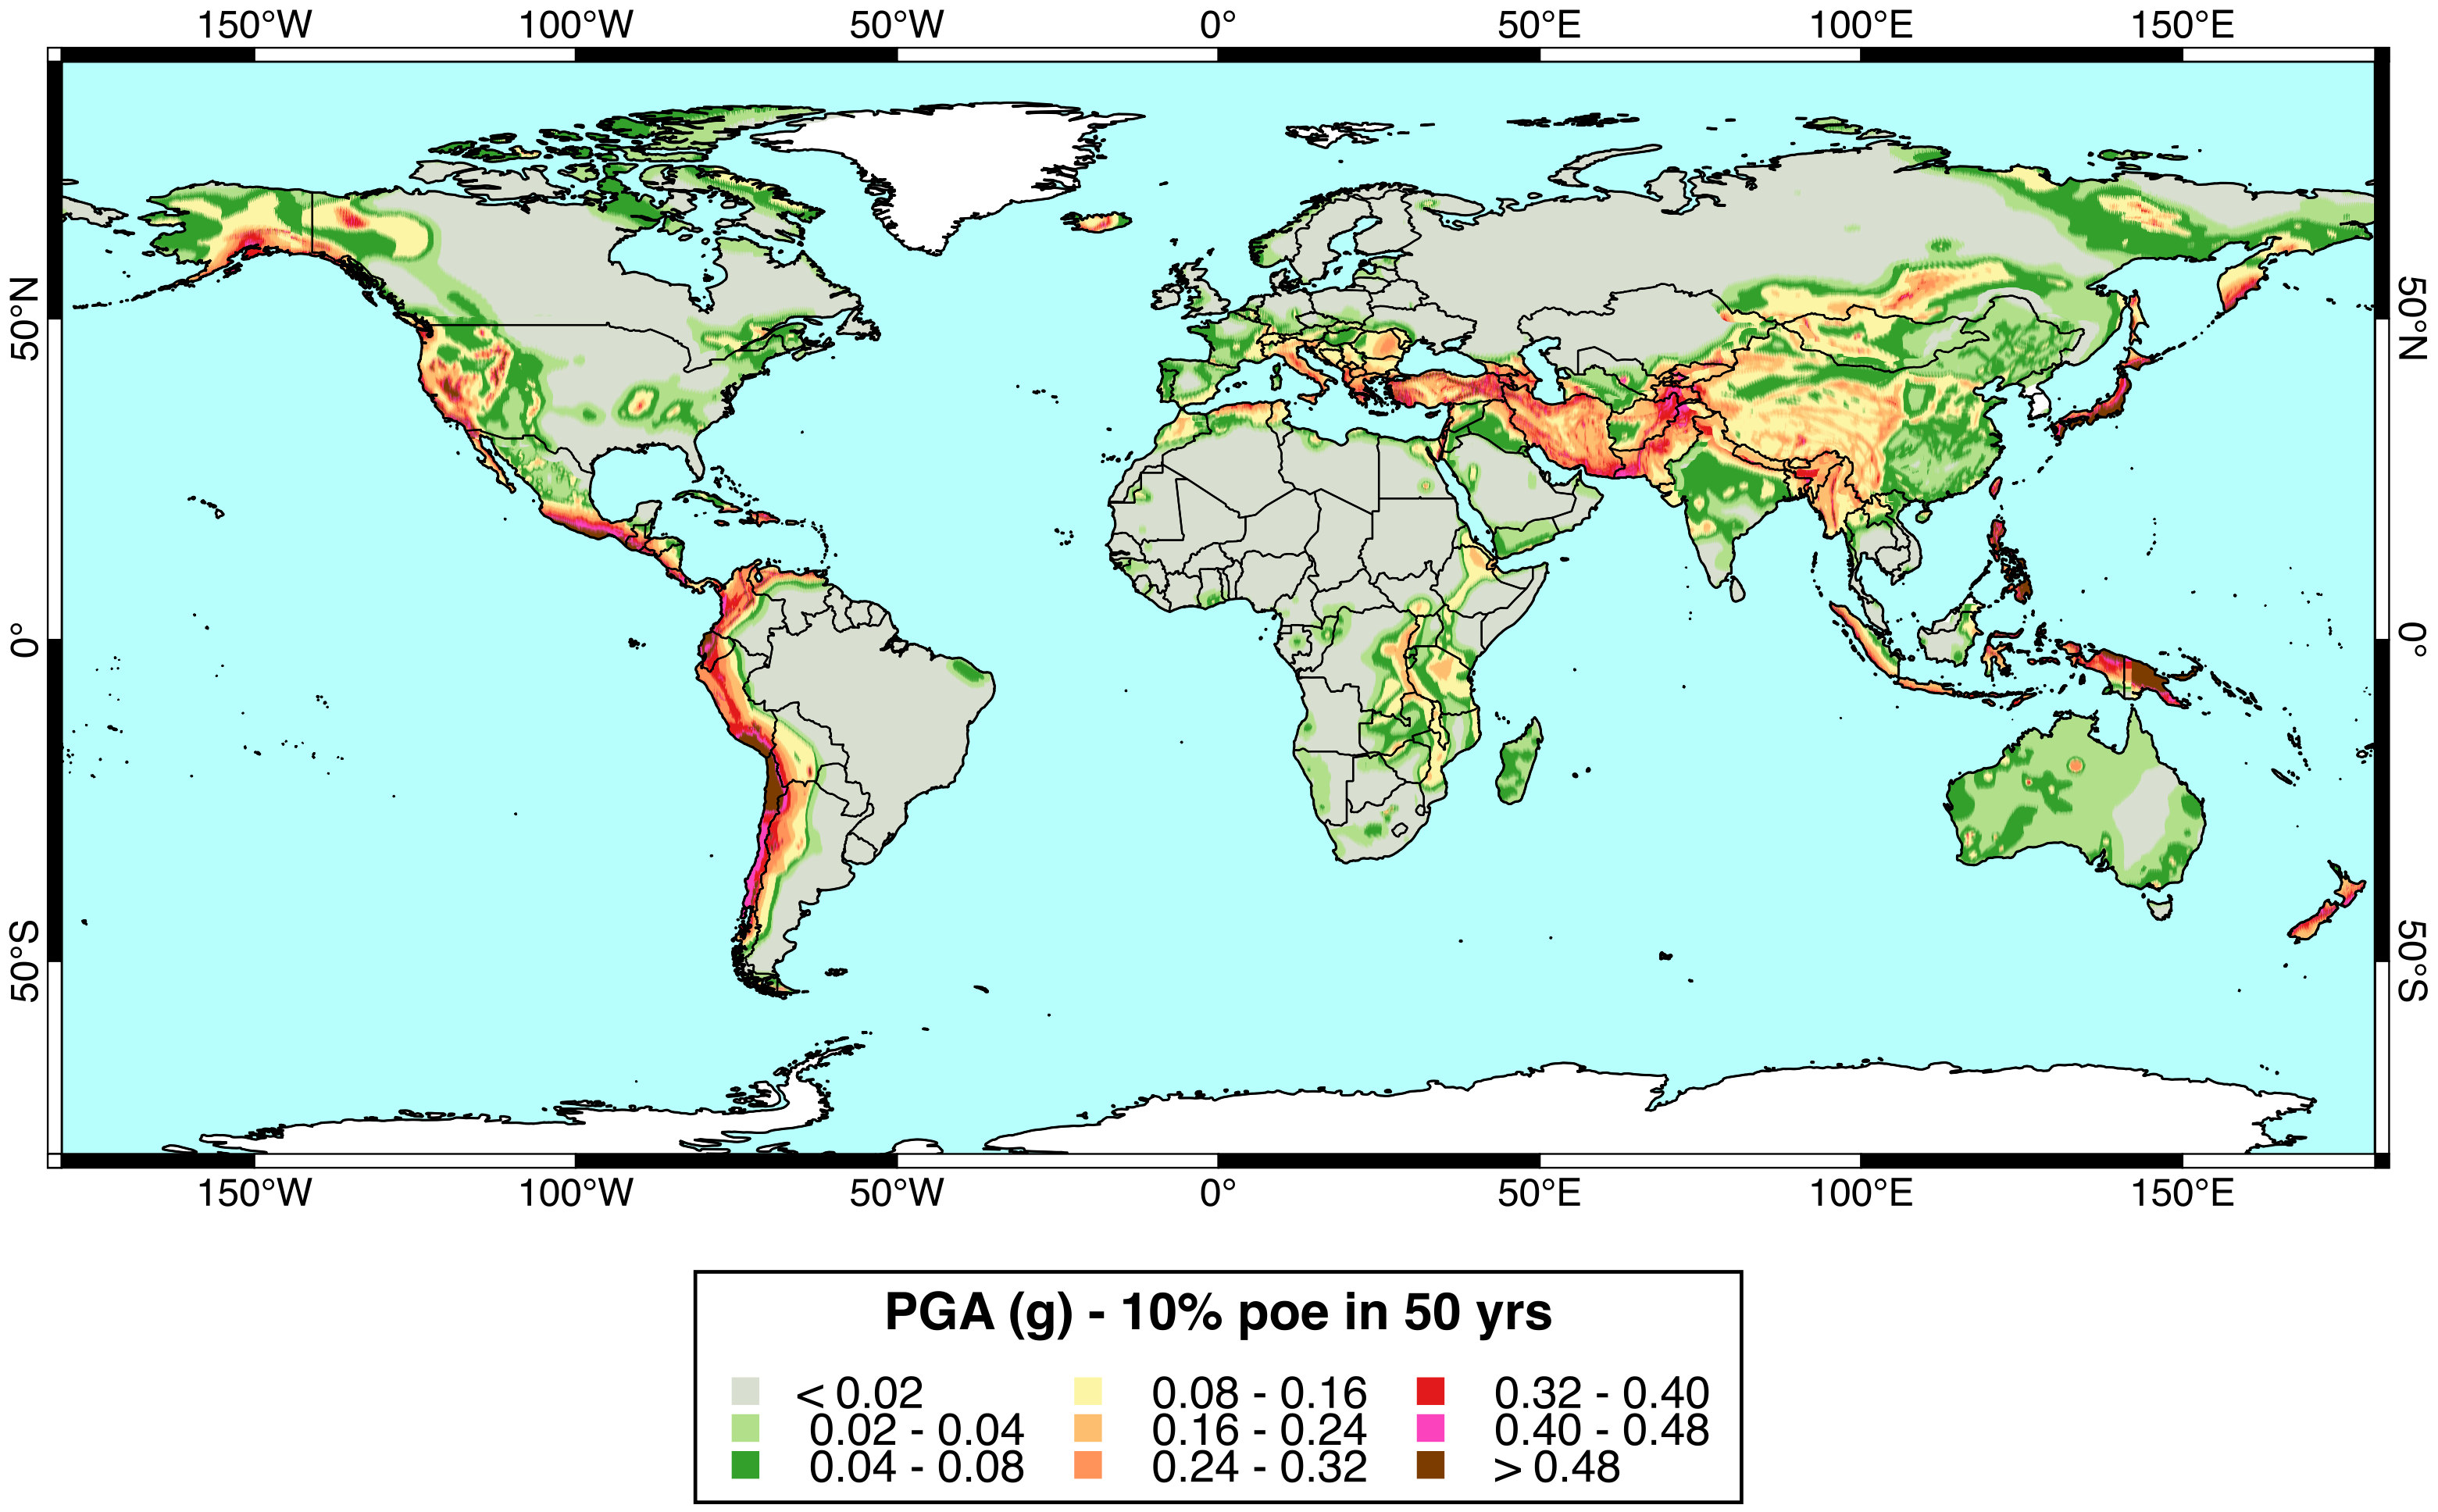 150°W 100°W 50°W 0° 50°E 100°E 150°E
50°N 50°N
0° 0°
50°S 50°S
150°W 100°W 50°W 0° 50°E 100°E 150°E
PGA (g) - 10% poe in 50 yrs
< 0.02 0.08 - 0.16 0.32 - 0.40
0.02 - 0.04 0.16 - 0.24 0.40 - 0.48
0.04 - 0.08 0.24 - 0.32 > 0.48